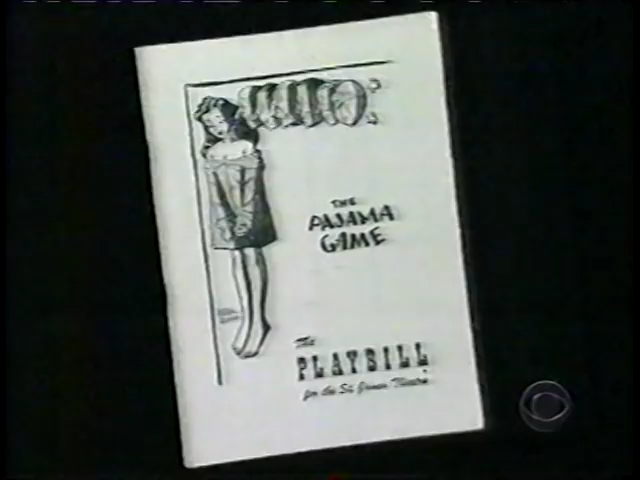 THE
PAJAMA
GAME
The
PLAYBILL
for the St. James Theatre